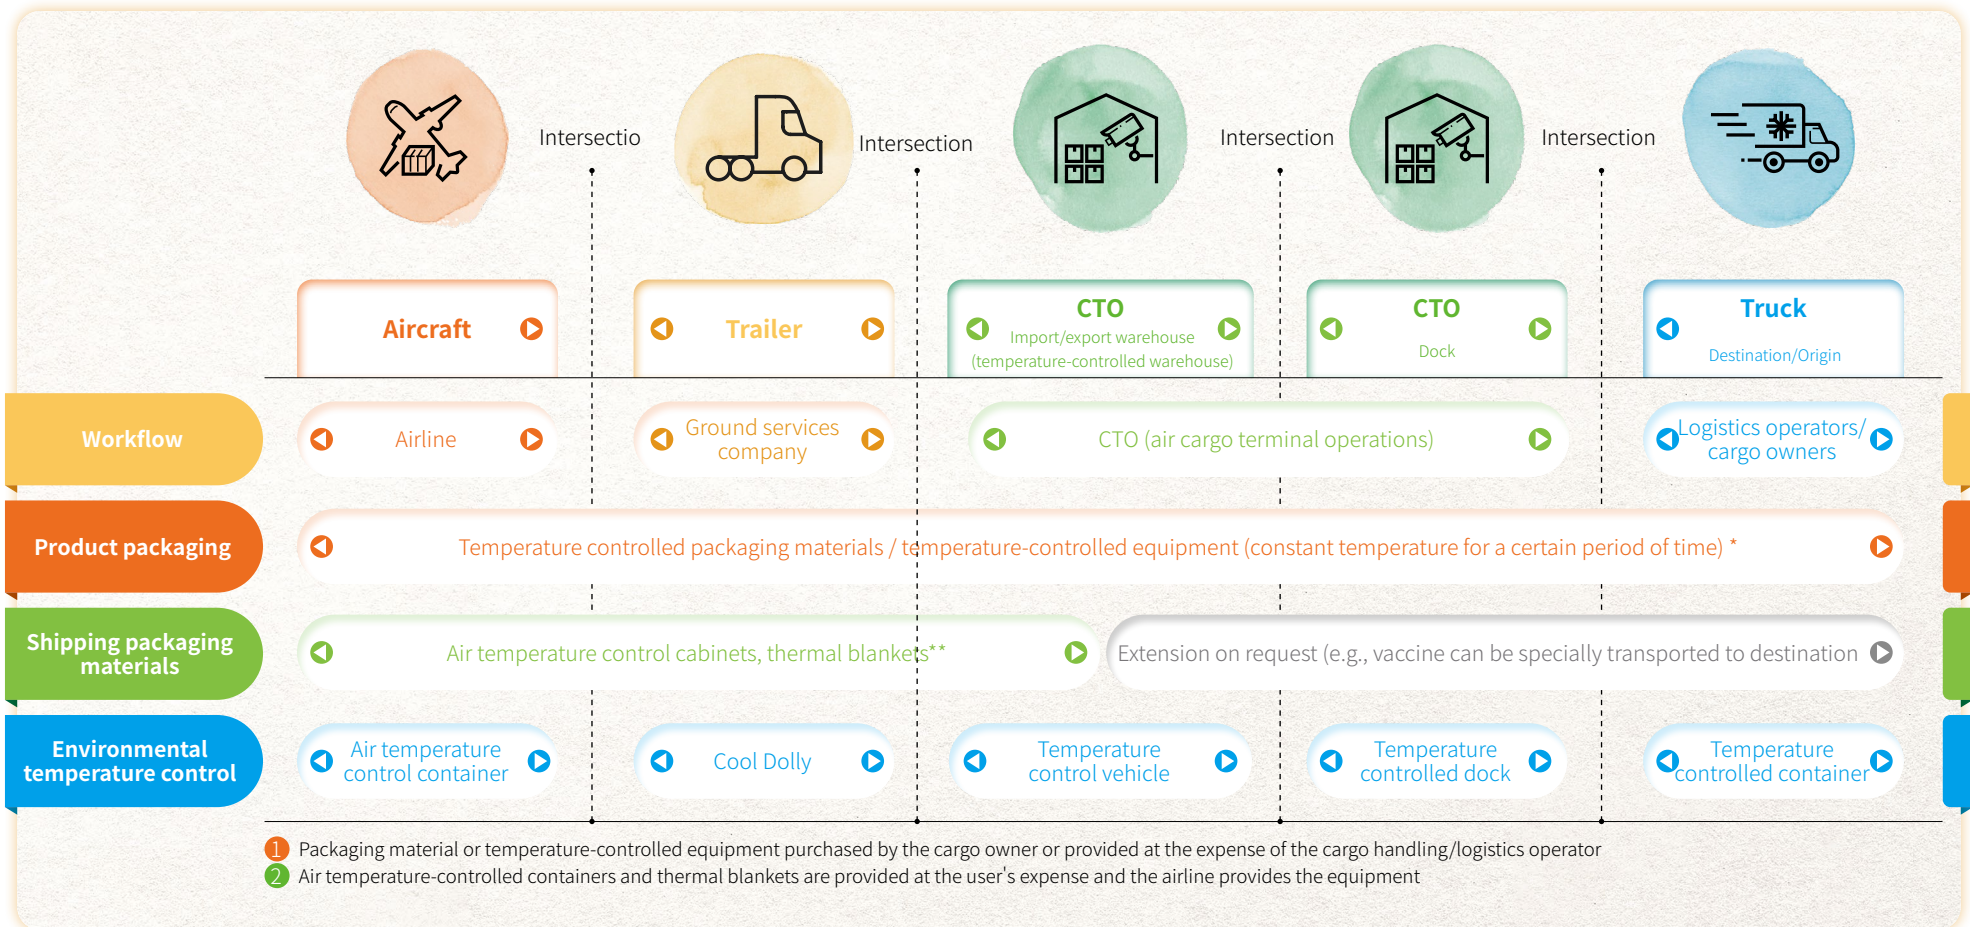 Intersectio
Intersection
Intersection
Intersection
Aircraft
Trailer
CTO
Import/export warehouse
(temperature-controlled warehouse)
CTO
Dock
Truck
Destination/Origin
Workflow
Airline
Ground services
company
CTO (air cargo terminal operations)
Logistics operators/
cargo owners
Product packaging
Temperature controlled packaging materials / temperature-controlled equipment (constant temperature for a certain period of time) *
Shipping packaging
materials
Air temperature control cabinets, thermal blankets**
Extension on request (e.g., vaccine can be specially transported to destination
Environmental
temperature control
Air temperature
control container
Cool Dolly
Temperature
control vehicle
Temperature
controlled dock
Temperature
controlled container
1 Packaging material or temperature-controlled equipment purchased by the cargo owner or provided at the expense of the cargo handling/logistics operator
2 Air temperature-controlled containers and thermal blankets are provided at the user's expense and the airline provides the equipment